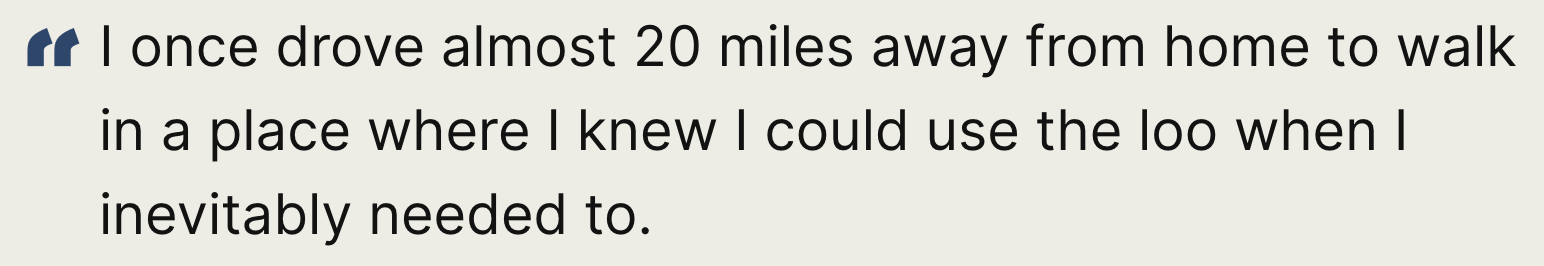 “ I once drove almost 20 miles away from home to walk
in a place where I knew I could use the loo when I
inevitably needed to.